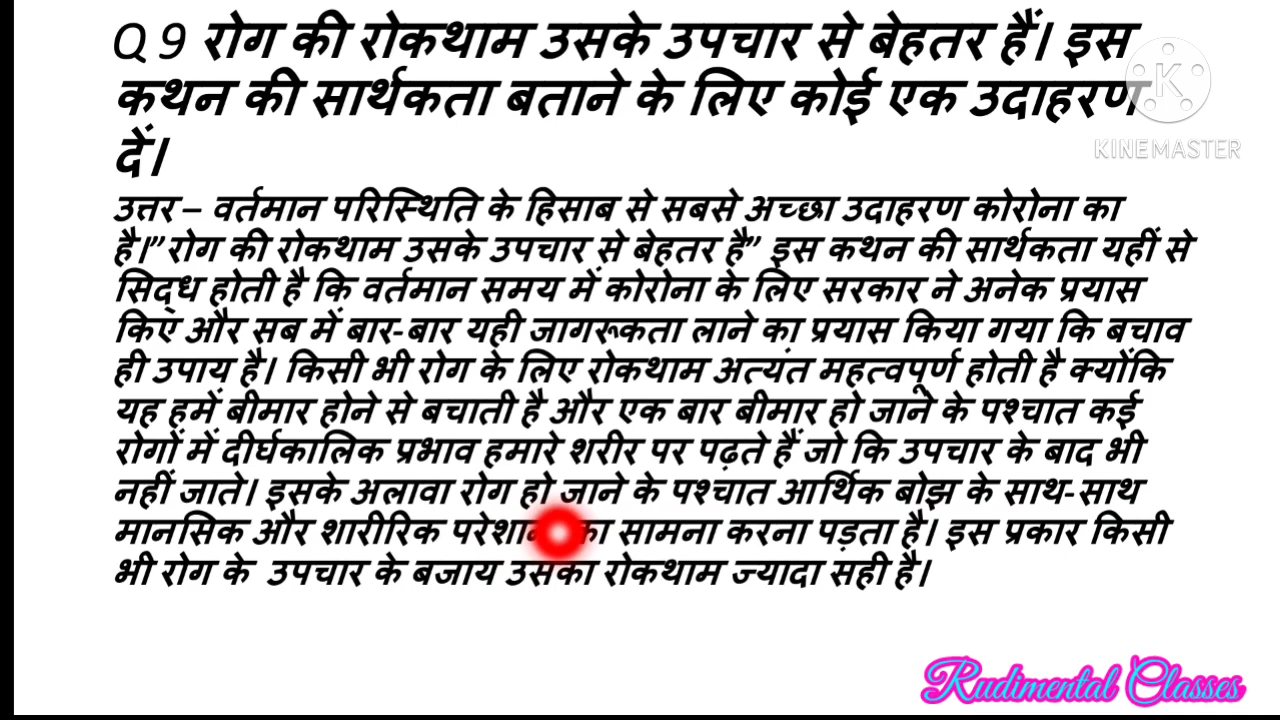 Q 9 रोग की रोकथाम उसके उपचार से बेहतर हैं। इस
कथन की सार्थकता बताने के लिए कोई एक उदाहरण
दें।
K
KINEMASTER
उत्तर – वर्तमान परिस्थिति के हिसाब से सबसे अच्छा उदाहरण कोरोना का
है।”रोग की रोकथाम उसके उपचार से बेहतर है” इस कथन की सार्थकता यहीं से
सिद्ध होती है कि वर्तमान समय में कोरोना के लिए सरकार ने अनेक प्रयास
किए और सब में बार-बार यही जागरूकता लाने का़ प्रयास किया गया कि बचाव
ही उपाय है। किसी भी रोग के लिए रोकथाम अत्यंत महत्वपूर्ण होती है क्योंकि
यह हमें बीमार होने से बचाती है और एक बार बीमार हो जाने के पश्चात कई
रोगों में दीर्घकालिक प्रभाव हमारे शरीर पर पढ़ते हैं जो कि उपचार के बाद भी
नहीं जाते। इसके अलावा रोग हो जाने के पश्चात आर्थिक बोझ के साथ-साथ
मानसिक और शारीरिक का सामना करना पड़ता है। इस प्रकार किसी
भी रोग के उपचार के बजाय उसका रोकथाम ज्यादा सही है।
Rudimental Classes